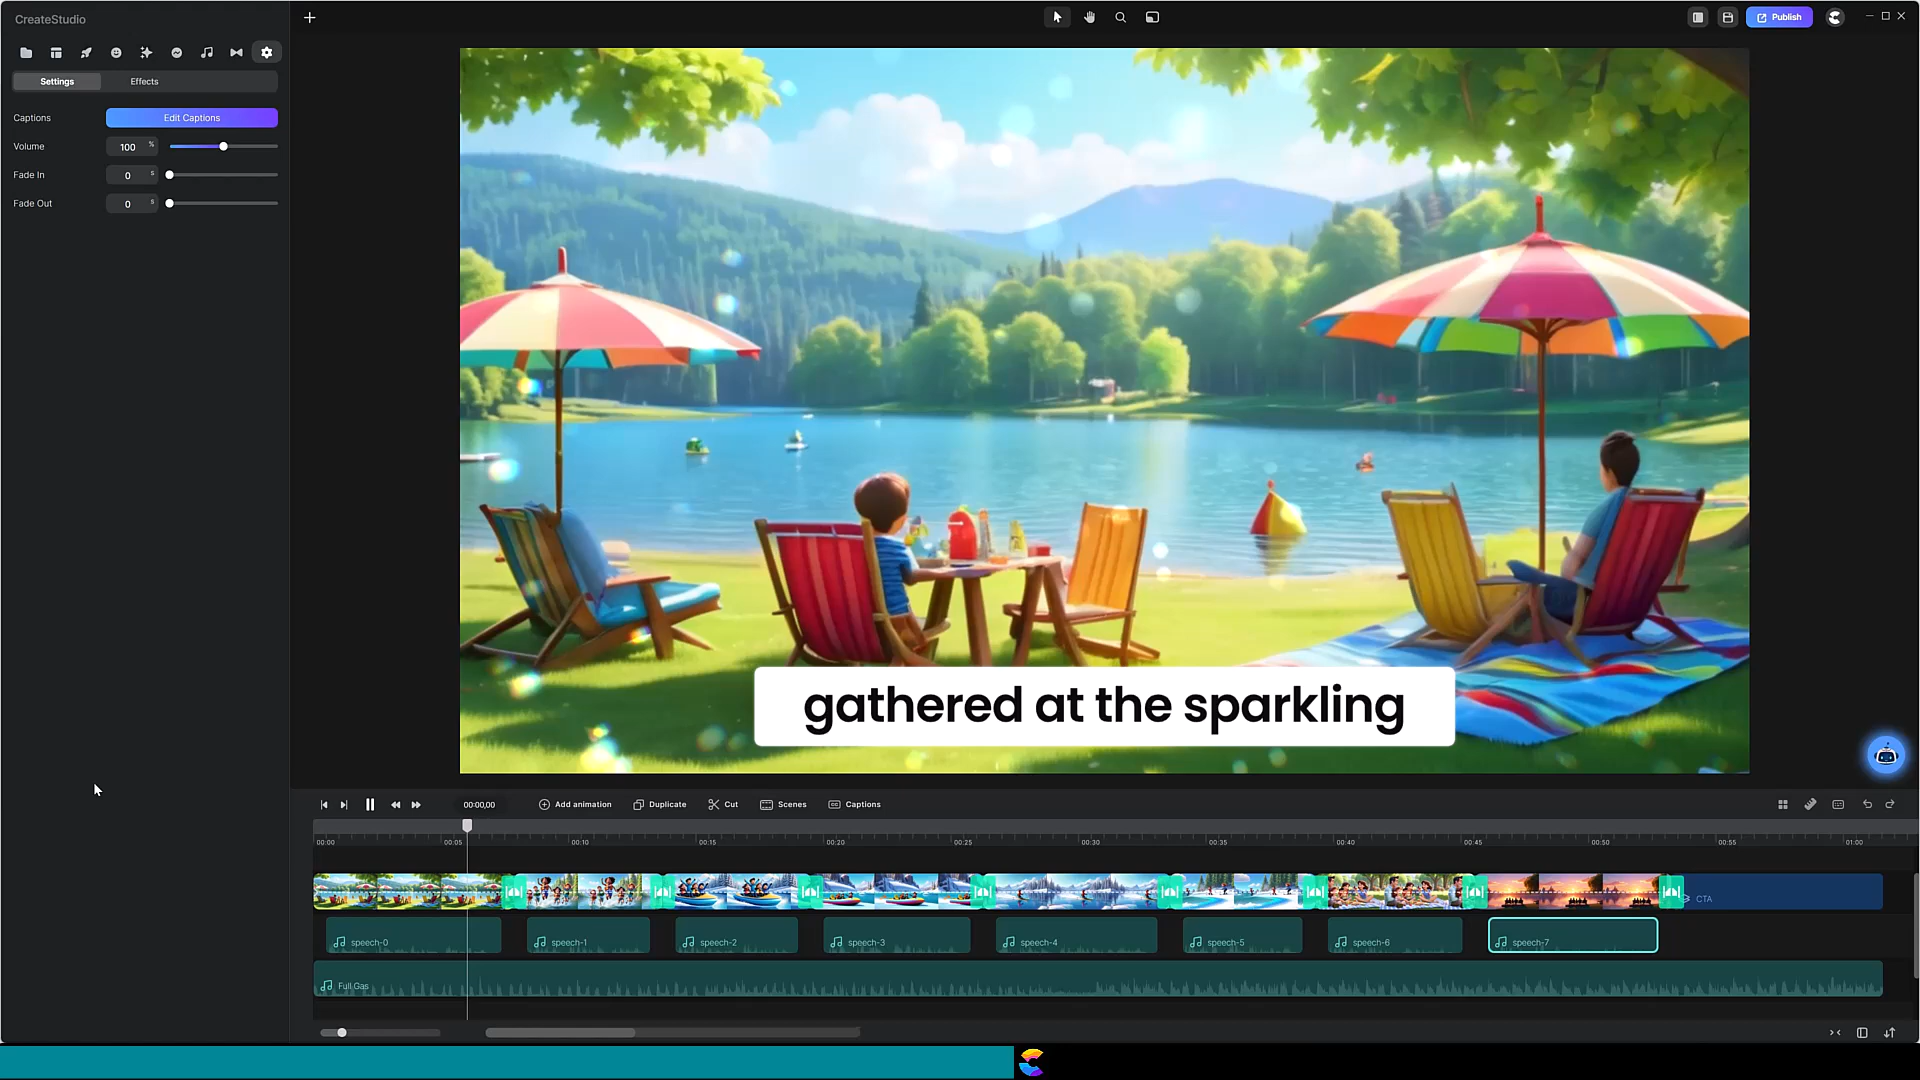 CreateStudio
Publish
Settings
Effects
Captions
Edit Captions
Volume
100
%
Fade In
0
s
Fade Out
0
s
gathered at the sparkling
00:00,00
Add animation
Duplicate
Cut
Scenes
Captions
00:00
00:05
00:10
00:15
00:20
00:25
00:30
00:35
00:40
00:45
00:50
00:55
01:00
CTA
speech-0
speech-1
speech-2
speech-3
speech-4
speech-5
speech-6
speech-7
Full Gas